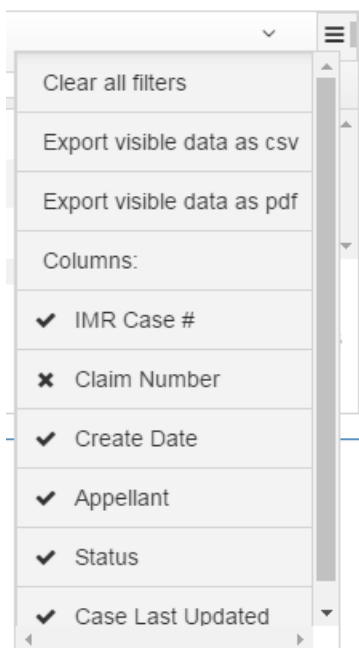 Clear all filters
Export visible data as csv
Export visible data as pdf
Columns:
IMR Case #
Claim Number
Create Date
Appellant
Status
Case Last Updated